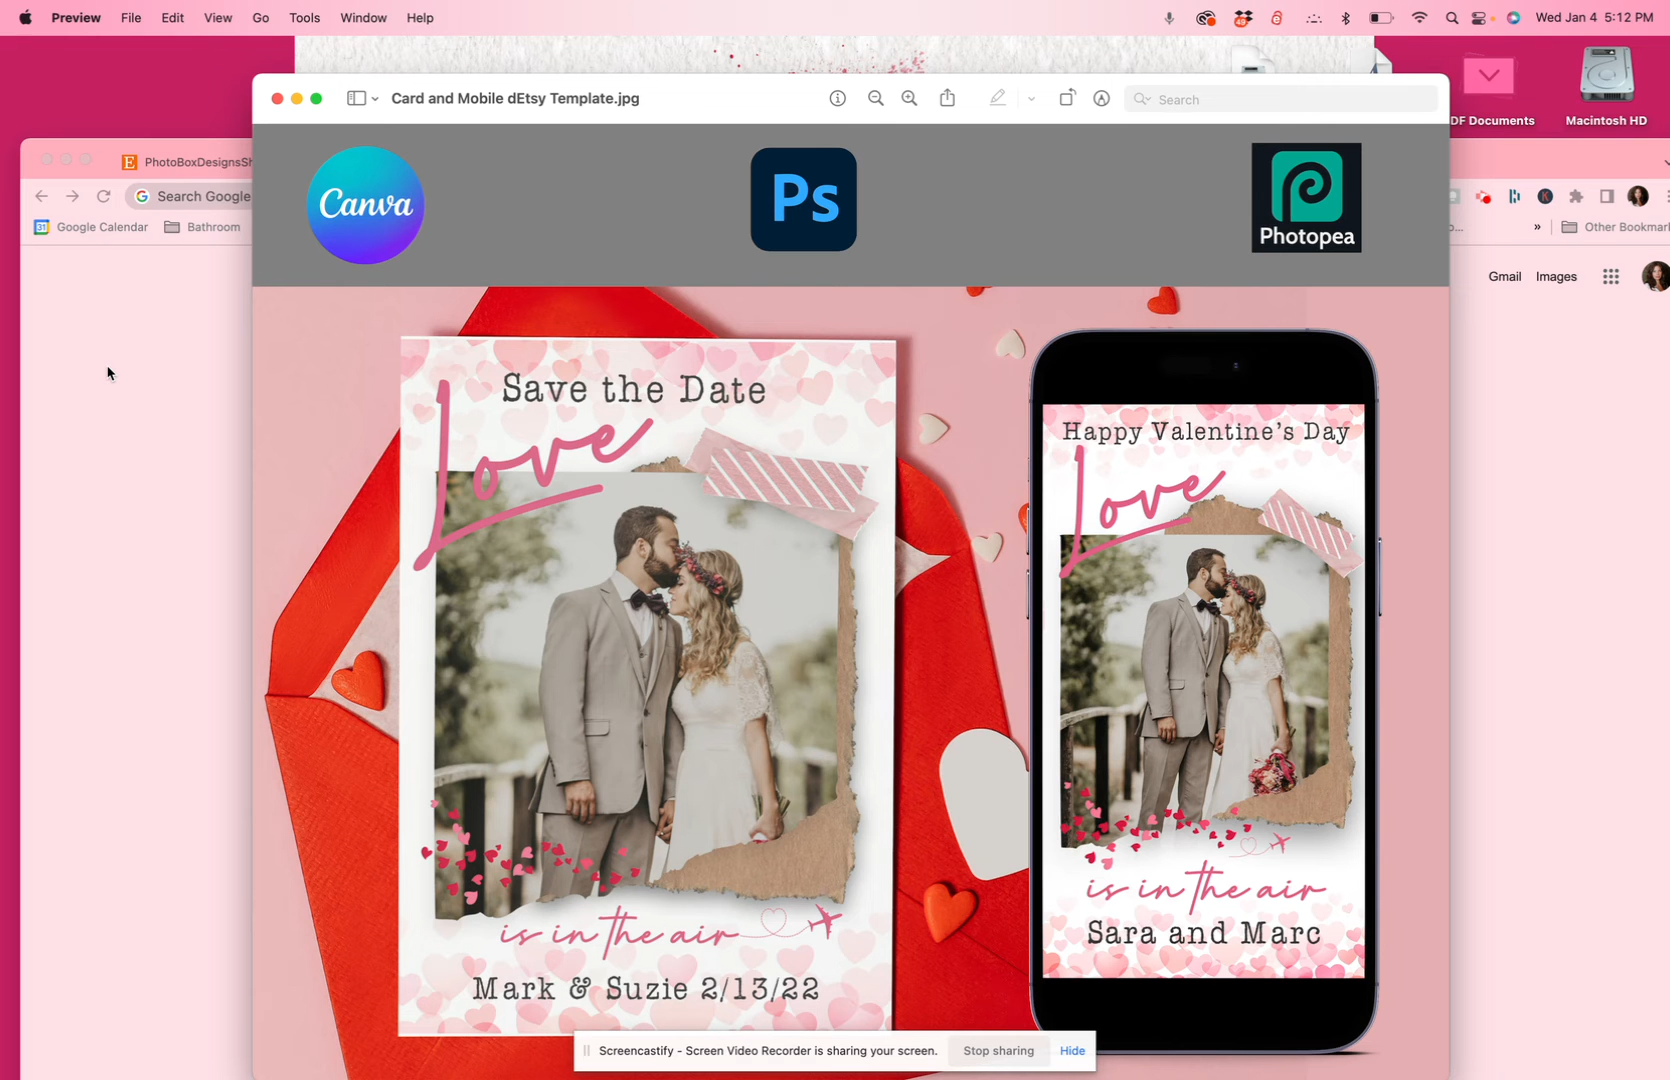 Preview File Edit View Go Tools Window Help
49
Wed Jan 4 5:12 PM
Card and Mobile dEtsy Template.jpg
Search
DF Documents
Macintosh HD
E PhotoBoxDesignsSh
Search Google
Google Calendar
Bathroom
o...
»
Other Bookmark
Gmail Images
Canva
Ps
Photopea
Save the Date
Love
is in the air
Mark & Suzie 2/13/22
Happy Valentine's Day
Love
is in the air
Sara and Marc
Screencastify - Screen Video Recorder is sharing your screen.
Stop sharing
Hide